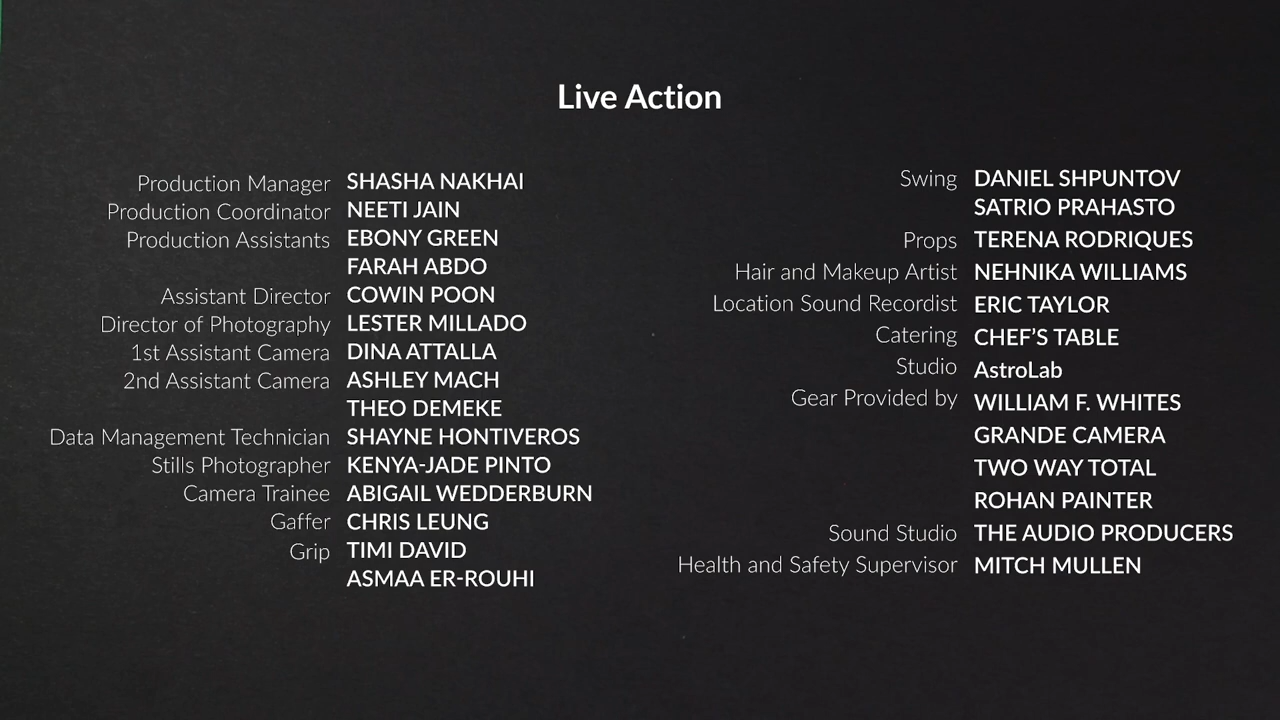 Live Action
Production Manager SHASHA NAKHAI
Production Coordinator NEETI JAIN
Production Assistants EBONY GREEN
FARAH ABDO
Assistant Director COWIN POON
Director of Photography LESTER MILLADO
1st Assistant Camera DINA ATTALLA
2nd Assistant Camera ASHLEY MACH
THEO DEMEKE
Data Management Technician SHAYNE HONTIVEROS
Stills Photographer KENYA-JADE PINTO
Camera Trainee ABIGAIL WEDDERBURN
Gaffer CHRIS LEUNG
Grip TIMI DAVID
ASMAA ER-ROUHI
Swing DANIEL SHPUNTOV
SATRIO PRAHASTO
Props TERENA RODRIQUES
Hair and Makeup Artist NEHNIKA WILLIAMS
Location Sound Recordist ERIC TAYLOR
Catering CHEF’S TABLE
Studio AstroLab
Gear Provided by WILLIAM F. WHITES
GRANDE CAMERA
TWO WAY TOTAL
ROHAN PAINTER
Sound Studio THE AUDIO PRODUCERS
Health and Safety Supervisor MITCH MULLEN